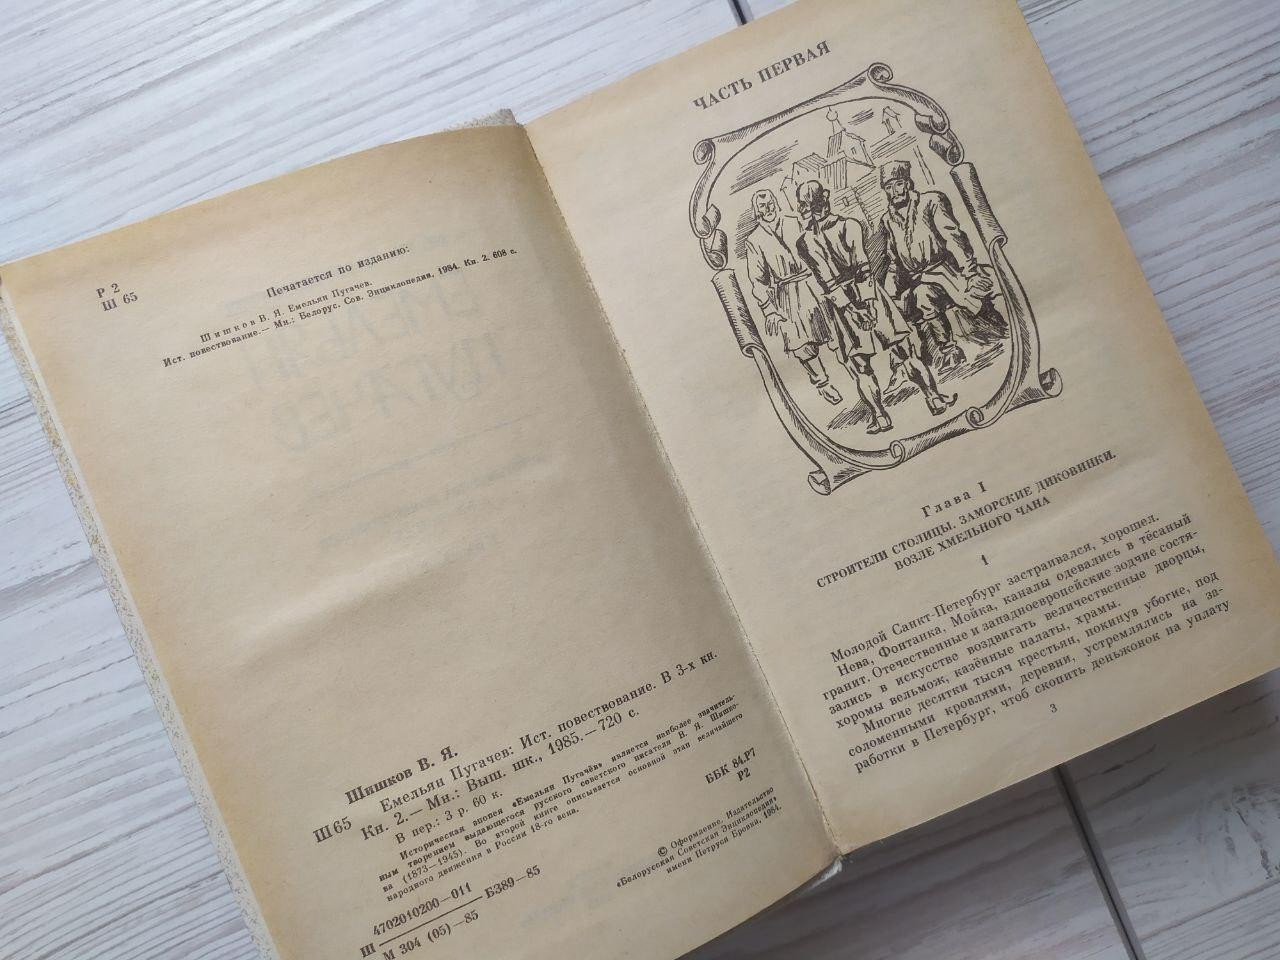 Р 2
Ш 65
Печатается по изданию:
Шишков В. Я. Емельян Пугачев.
Ист. повествование.— Мн.: Белорус. Сов. Энциклопедия, 1984. Кн. 2. 608 с.
Шишков В. Я.
Ш65 Емельян Пугачев: Ист. повествование. В 3-х кн.
Кн. 2.— Мн.: Выш. шк., 1985.—720 с.
В пер.: 3 р. 60 к.
Историческая эпопея «Емельян Пугачёв» является наиболее значитель-
ным творением выдающегося русского советского писателя В. Я. Шишко-
ва (1873—1945). Во второй книге описывается основной этап величайшего
народного движения в России 18-го века.
Ш 4702010200—011 Б389—85
М 304 (05)—85
ББК 84.Р7
Р2
© Оформление, Издательство
«Белорусская Советская Энциклопедия»
имени Петруся Бровки, 1984.
ЧАСТЬ ПЕРВАЯ
Глава I
СТРОИТЕЛИ СТОЛИЦЫ. ЗАМОРСКИЕ ДИКОВИНКИ.
ВОЗЛЕ ХМЕЛЬНОГО ЧАНА
1
Молодой Санкт-Петербург застраивался, хорошел.
Нева, Фонтанка, Мойка, каналы одевались в тёсаный
гранит. Отечественные и западноевропейские зодчие состя-
зались в искусстве воздвигать величественные дворцы,
хоромы вельмож, казённые палаты, храмы.
Многие десятки тысяч крестьян, покинув убогие, под
соломенными кровлями, деревни, устремлялись на за-
работки в Петербург, чтоб скопить деньжонок на уплату
3